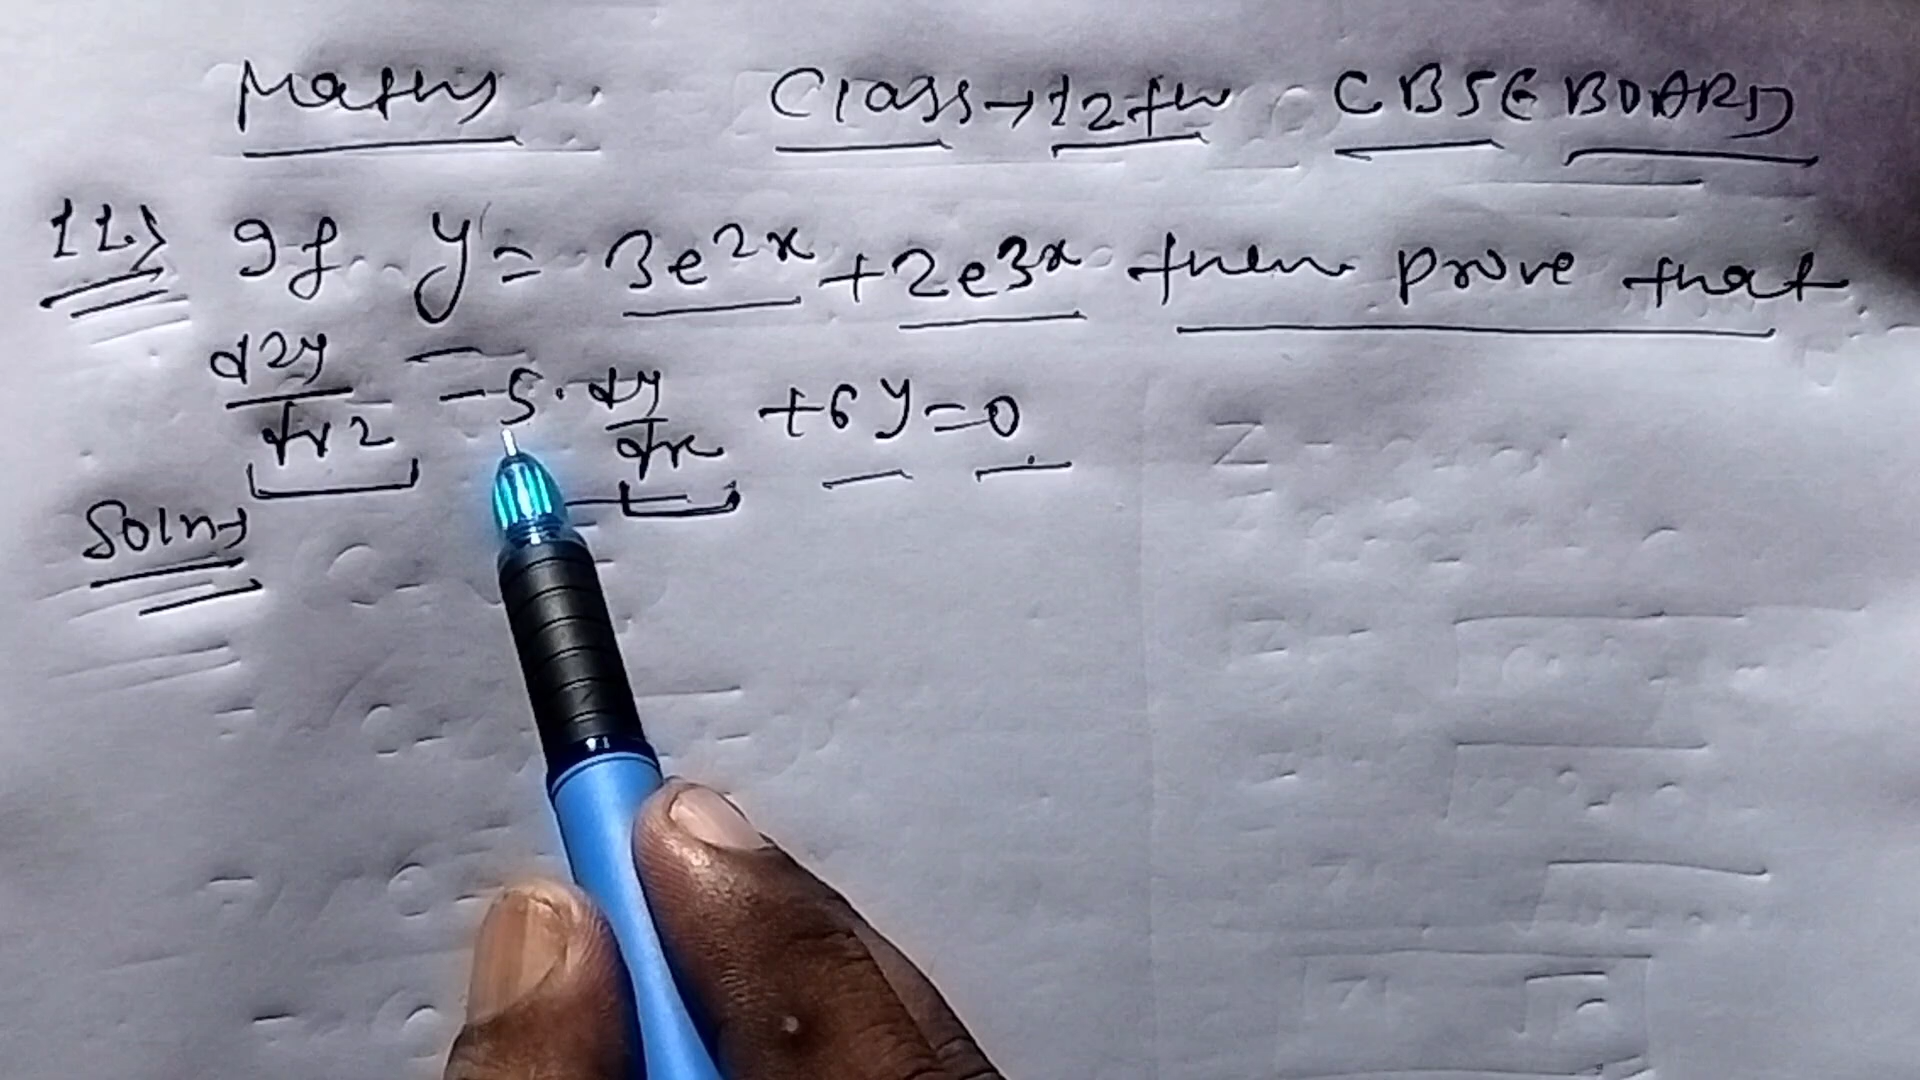 Maths Class→12th CBSE BOARD
11> If y = 3e^2x + 2e^3x then prove that
d2y/dx2 - 5. dy/dx + 6y = 0
Soln→